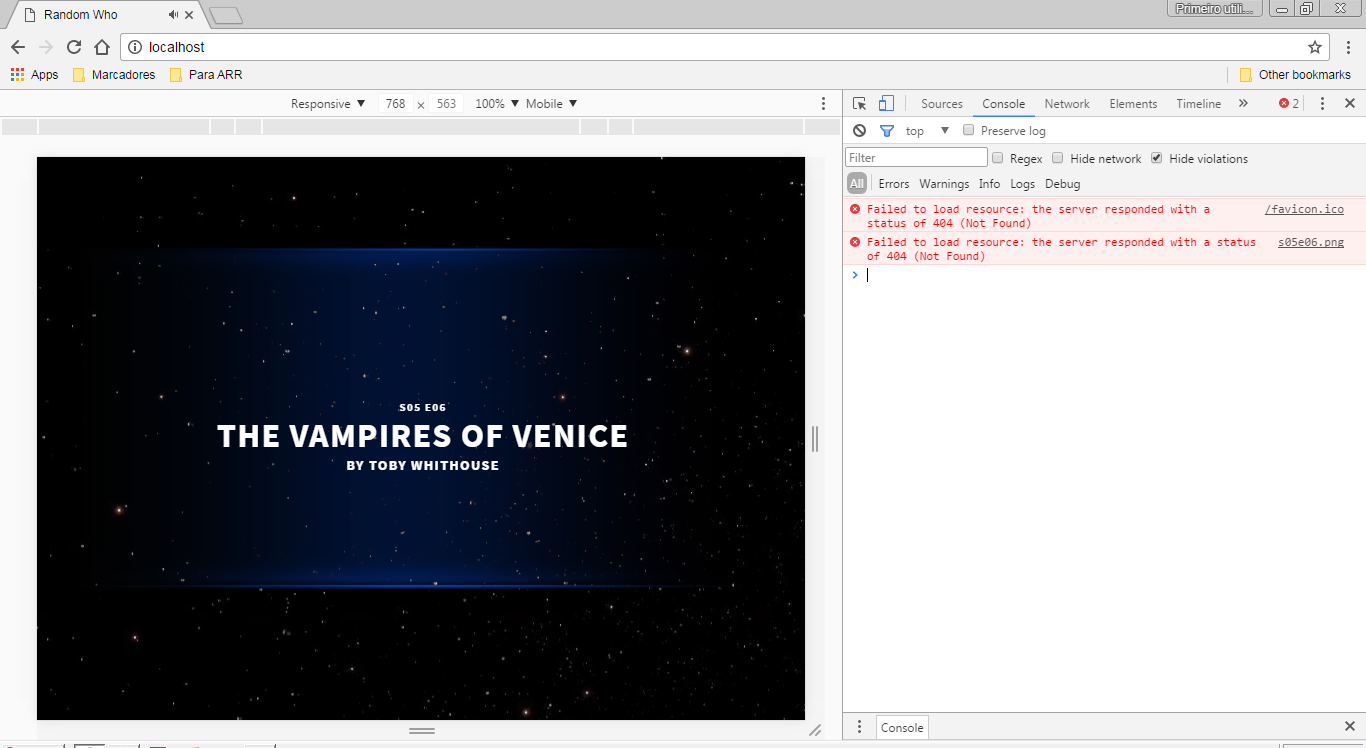 Random Who
Primeiro utili...
localhost
Apps
Marcadores
Para ARR
Other bookmarks
Responsive ▼ 768 x 563 100% ▼ Mobile ▼
Sources Console Network Elements Timeline » 2
top ▼ Preserve log
Filter Regex Hide network Hide violations
All Errors Warnings Info Logs Debug
Failed to load resource: the server responded with a /favicon.ico
status of 404 (Not Found)
Failed to load resource: the server responded with a status s05e06.png
of 404 (Not Found)
S05 E06
THE VAMPIRES OF VENICE
BY TOBY WHITHOUSE
Console